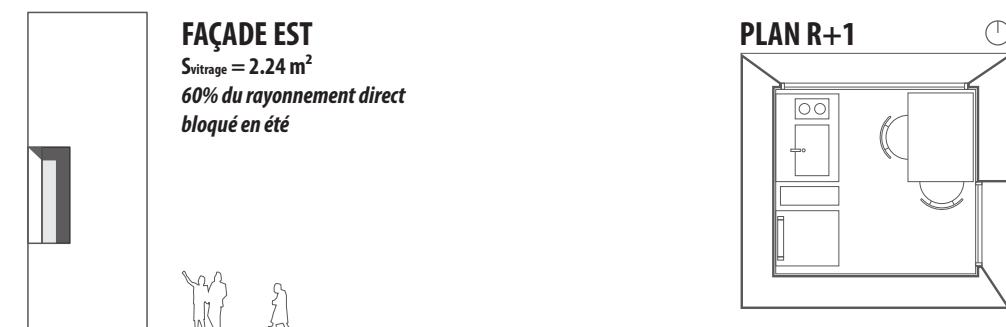 FAÇADE EST
Svitrage = 2.24 m²
60% du rayonnement direct
bloqué en été
PLAN R+1